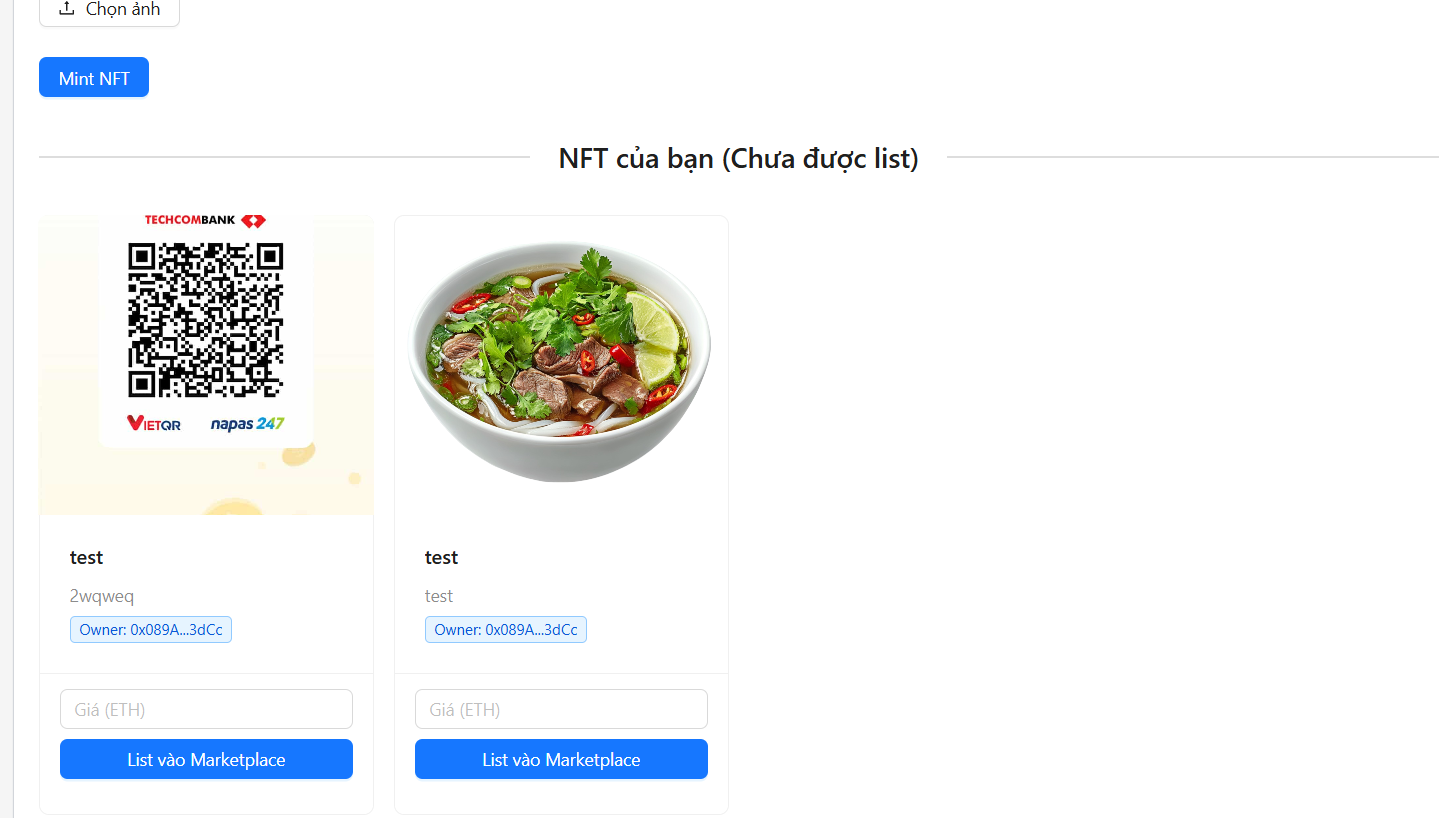 Chọn ảnh
Mint NFT
NFT của bạn (Chưa được list)
TECHCOMBANK
VIETQR napas 247
test
2wqweq
Owner: 0x089A...3dCc
Giá (ETH)
List vào Marketplace
test
test
Owner: 0x089A...3dCc
Giá (ETH)
List vào Marketplace